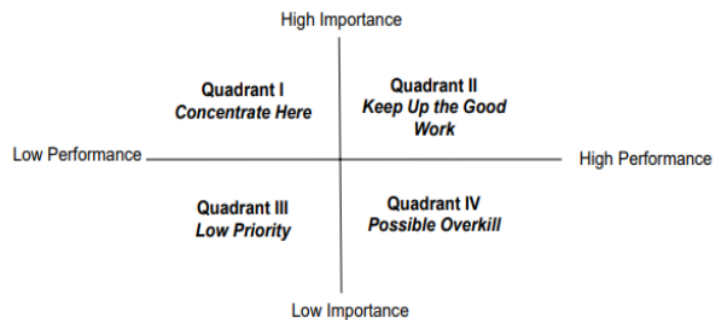 High Importance
Quadrant I
Concentrate Here
Quadrant II
Keep Up the Good
Work
Low Performance
High Performance
Quadrant III
Low Priority
Quadrant IV
Possible Overkill
Low Importance